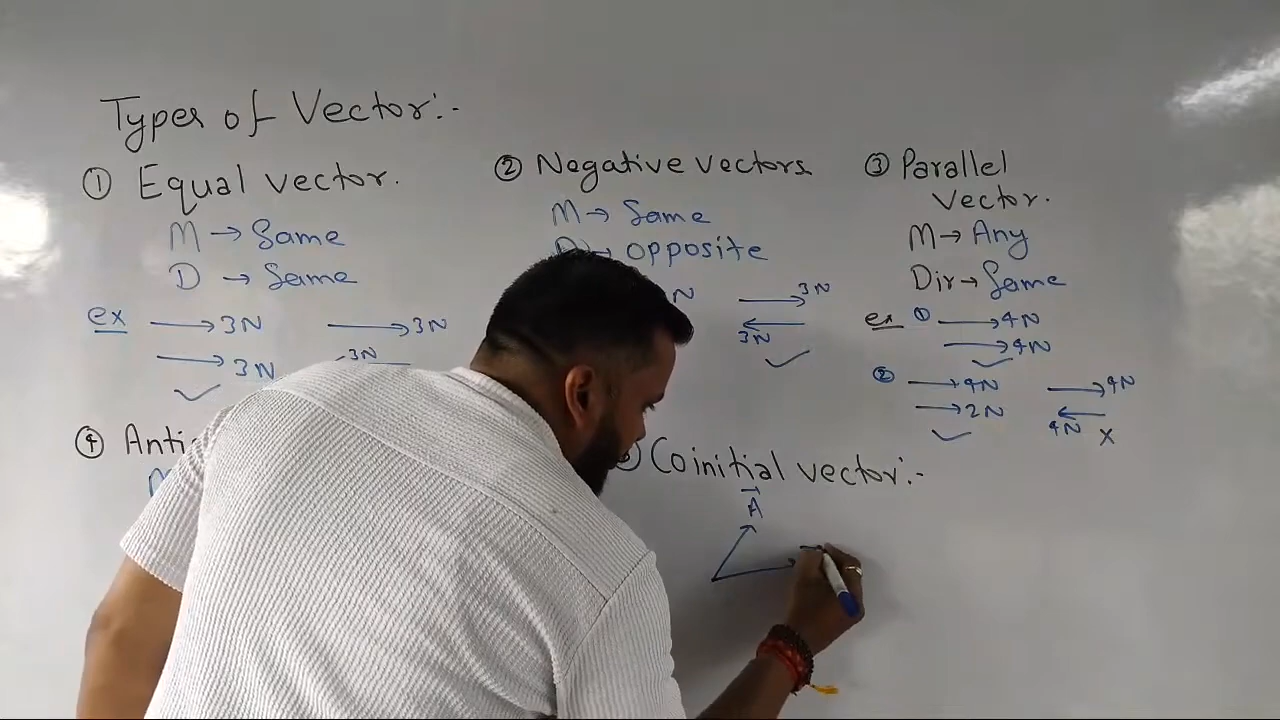 Types of Vector:-
① Equal vector.
M → Same
D → Same
ex → 3N → 3N
→ 3N 3N
② Negative vectors
M → Same
D → opposite
N → 3N
← 3N
③ Parallel
Vector.
M → Any
Dir → Same
ex ① → 4N
→ 4N
② → 4N → 4N
→ 2N ← 4N X
④ Anti
M
Coinitial vector:-
A